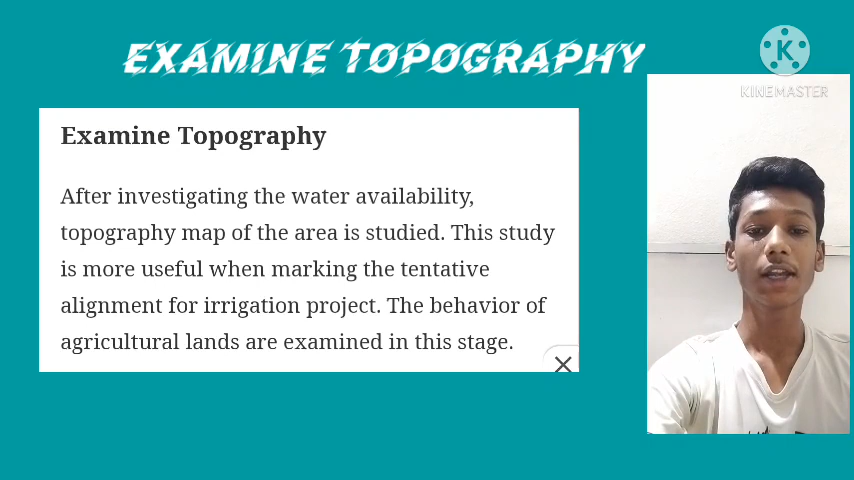 EXAMINE TOPOGRAPHY
K
KINEMASTER
Examine Topography
After investigating the water availability,
topography map of the area is studied. This study
is more useful when marking the tentative
alignment for irrigation project. The behavior of
agricultural lands are examined in this stage.